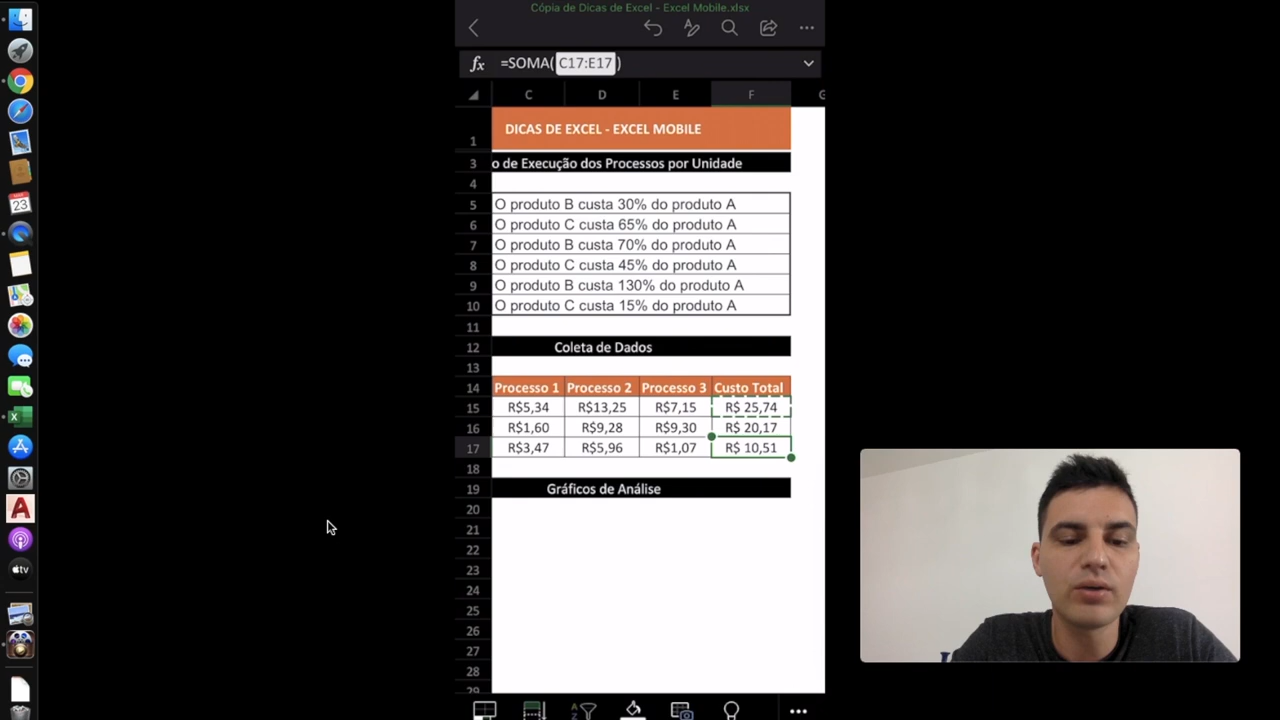 Cópia de Dicas de Excel - Excel Mobile.xlsx
fx =SOMA( C17:E17 )
C D E F G
1 DICAS DE EXCEL - EXCEL MOBILE
3 o de Execução dos Processos por Unidade
4
5 O produto B custa 30% do produto A
6 O produto C custa 65% do produto A
7 O produto B custa 70% do produto A
8 O produto C custa 45% do produto A
9 O produto B custa 130% do produto A
10 O produto C custa 15% do produto A
11
12 Coleta de Dados
13
14 Processo 1 Processo 2 Processo 3 Custo Total
15 R$5,34 R$13,25 R$7,15 R$ 25,74
16 R$1,60 R$9,28 R$9,30 R$ 20,17
17 R$3,47 R$5,96 R$1,07 R$ 10,51
18
19 Gráficos de Análise
20
21
22
23
24
25
26
27
28
29
23
tv